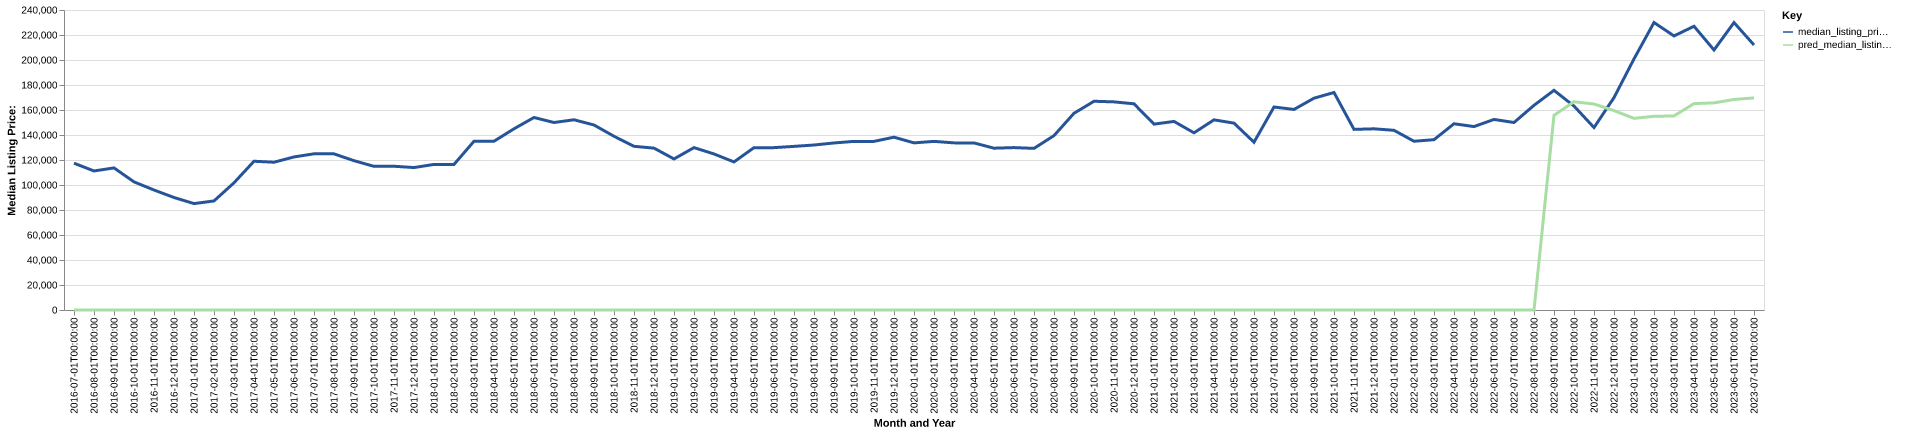 240,000
220,000
200,000
180,000
160,000
140,000
120,000
100,000
80,000
60,000
40,000
20,000
0
Median Listing Price:
2016-07-01T00:00:00
2016-08-01T00:00:00
2016-09-01T00:00:00
2016-10-01T00:00:00
2016-11-01T00:00:00
2016-12-01T00:00:00
2017-01-01T00:00:00
2017-02-01T00:00:00
2017-03-01T00:00:00
2017-04-01T00:00:00
2017-05-01T00:00:00
2017-06-01T00:00:00
2017-07-01T00:00:00
2017-08-01T00:00:00
2017-09-01T00:00:00
2017-10-01T00:00:00
2017-11-01T00:00:00
2017-12-01T00:00:00
2018-01-01T00:00:00
2018-02-01T00:00:00
2018-03-01T00:00:00
2018-04-01T00:00:00
2018-05-01T00:00:00
2018-06-01T00:00:00
2018-07-01T00:00:00
2018-08-01T00:00:00
2018-09-01T00:00:00
2018-10-01T00:00:00
2018-11-01T00:00:00
2018-12-01T00:00:00
2019-01-01T00:00:00
2019-02-01T00:00:00
2019-03-01T00:00:00
2019-04-01T00:00:00
2019-05-01T00:00:00
2019-06-01T00:00:00
2019-07-01T00:00:00
2019-08-01T00:00:00
2019-09-01T00:00:00
2019-10-01T00:00:00
2019-11-01T00:00:00
2019-12-01T00:00:00
2020-01-01T00:00:00
2020-02-01T00:00:00
2020-03-01T00:00:00
2020-04-01T00:00:00
2020-05-01T00:00:00
2020-06-01T00:00:00
2020-07-01T00:00:00
2020-08-01T00:00:00
2020-09-01T00:00:00
2020-10-01T00:00:00
2020-11-01T00:00:00
2020-12-01T00:00:00
2021-01-01T00:00:00
2021-02-01T00:00:00
2021-03-01T00:00:00
2021-04-01T00:00:00
2021-05-01T00:00:00
2021-06-01T00:00:00
2021-07-01T00:00:00
2021-08-01T00:00:00
2021-09-01T00:00:00
2021-10-01T00:00:00
2021-11-01T00:00:00
2021-12-01T00:00:00
2022-01-01T00:00:00
2022-02-01T00:00:00
2022-03-01T00:00:00
2022-04-01T00:00:00
2022-05-01T00:00:00
2022-06-01T00:00:00
2022-07-01T00:00:00
2022-08-01T00:00:00
2022-09-01T00:00:00
2022-10-01T00:00:00
2022-11-01T00:00:00
2022-12-01T00:00:00
2023-01-01T00:00:00
2023-02-01T00:00:00
2023-03-01T00:00:00
2023-04-01T00:00:00
2023-05-01T00:00:00
2023-06-01T00:00:00
2023-07-01T00:00:00
Month and Year
Key
median_listing_pri…
pred_median_listin…